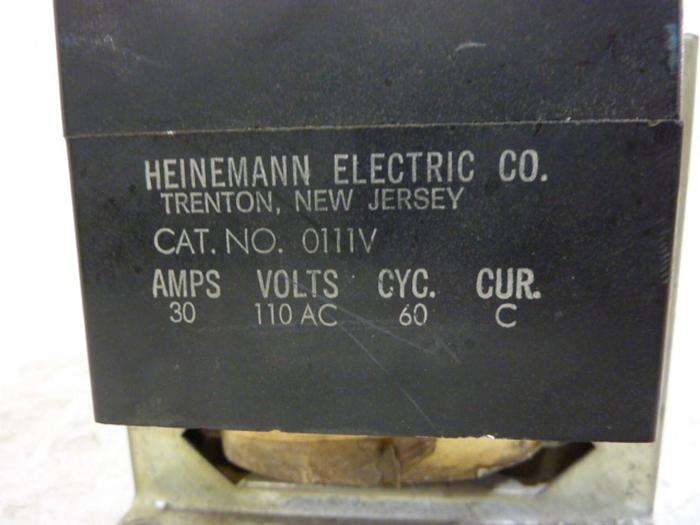 HEINEMANN ELECTRIC CO.
TRENTON, NEW JERSEY
CAT. NO. 0111V
AMPS VOLTS CYC. CUR.
30 110 AC 60 C